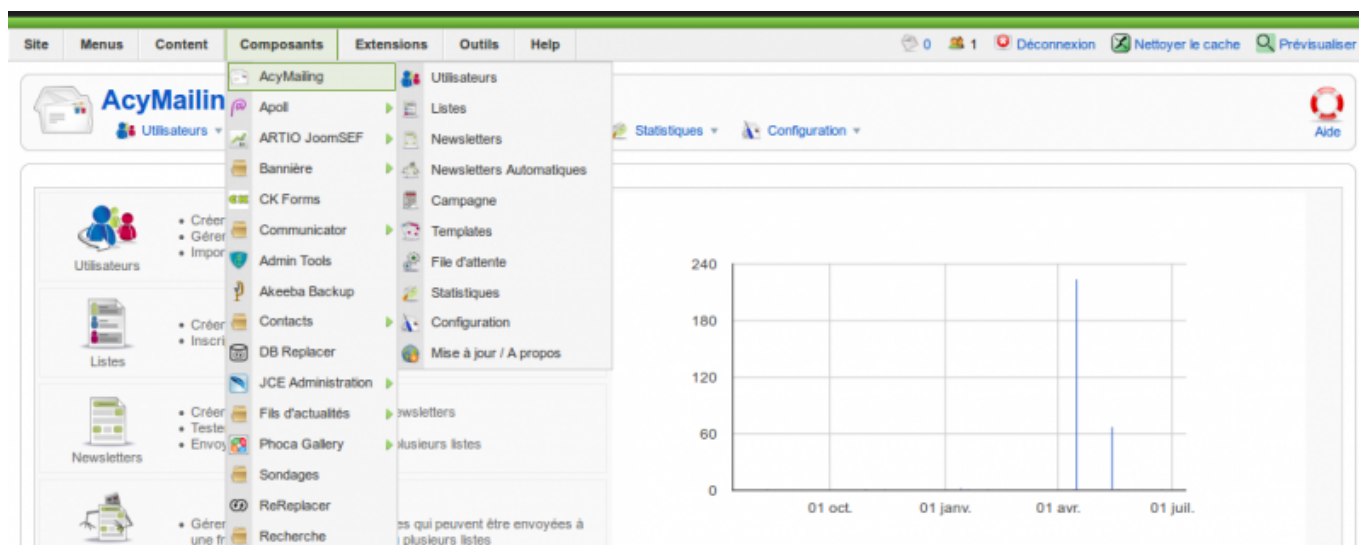 Site Menus Content Composants Extensions Outils Help 0 1 Déconnexion Nettoyer le cache Prévisualiser
AcyMailin
Utilisateurs Statistiques Configuration Aide
AcyMailing
Apoll
ARTIO JoomSEF
Bannière
CK Forms
Communicator
Admin Tools
Akeeba Backup
Contacts
DB Replacer
JCE Administration
Fils d'actualités
Phoca Gallery
Sondages
ReReplacer
Recherche
Utilisateurs
Listes
Newsletters
Newsletters Automatiques
Campagne
Templates
File d'attente
Statistiques
Configuration
Mise à jour / A propos
Utilisateurs
• Créer
• Gérer
• Impor
Listes
• Créer
• Inscri
Newsletters
• Créer ewsletters
• Teste
• Envoy lusieurs listes
• Gérer es qui peuvent être envoyées à
une fr plusieurs listes
240
180
120
60
0
01 oct. 01 janv. 01 avr. 01 juil.